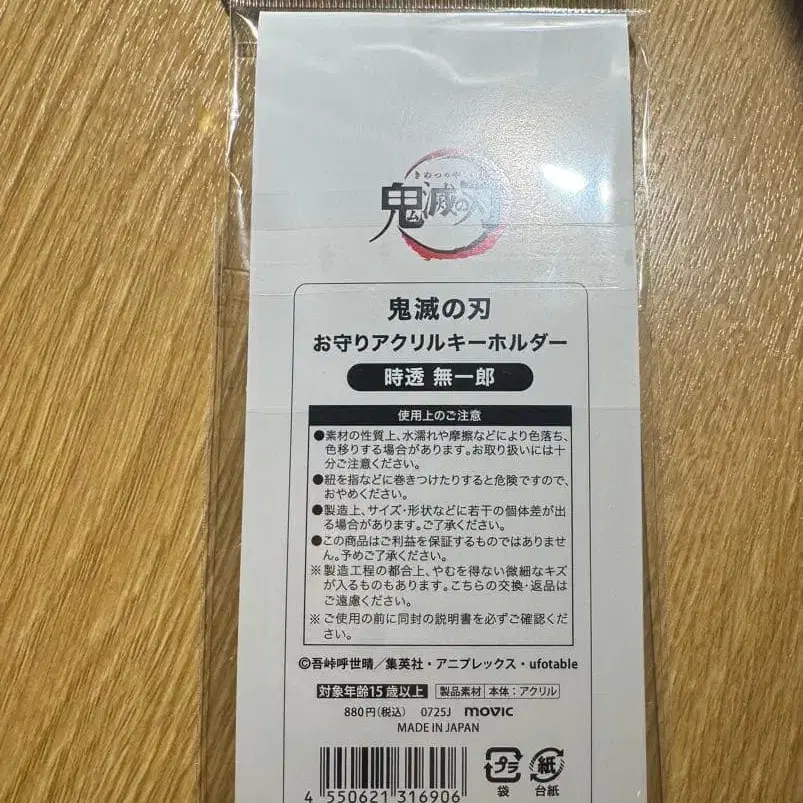 きめつのや
鬼滅の刃
鬼滅の刃
お守りアクリルキーホルダー
時透 無一郎
使用上のご注意
●素材の性質上、水濡れや摩擦などにより色落ち、
色移りする場合があります。お取り扱いには十
分ご注意ください。
●紐を指などに巻きつけたりすると危険ですので、
おやめください。
●製造上、サイズ・形状などに若干の個体差が出
る場合があります。ご了承ください。
●この商品はご利益を保証するものではありませ
ん。予めご了承ください。
※製造工程の都合上、やむを得ない微細なキズ
が入るものもあります。こちらの交換・返品は
ご遠慮ください。
※ご使用の前に同封の説明書を必ずご確認くだ
さい。
©吾峠呼世晴／集英社・アニプレックス・ufotable
対象年齢15歳以上 製品素材 本体：アクリル
880円(税込) 0725J movic
MADE IN JAPAN
プラ 紙
袋 台紙
4 550621 316906